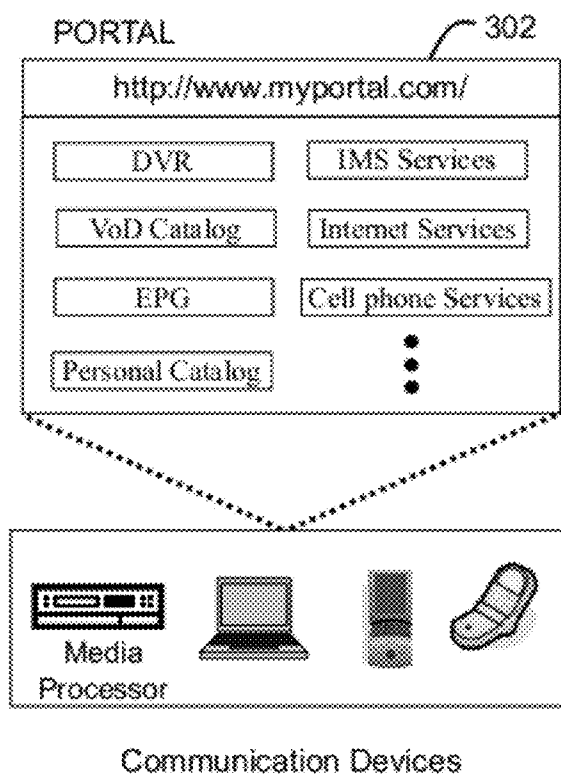 PORTAL
302
http://www.myportal.com/
DVR
IMS Services
VoD Catalog
Internet Services
EPG
Cell phone Services
Personal Catalog
Media
Processor
Communication Devices